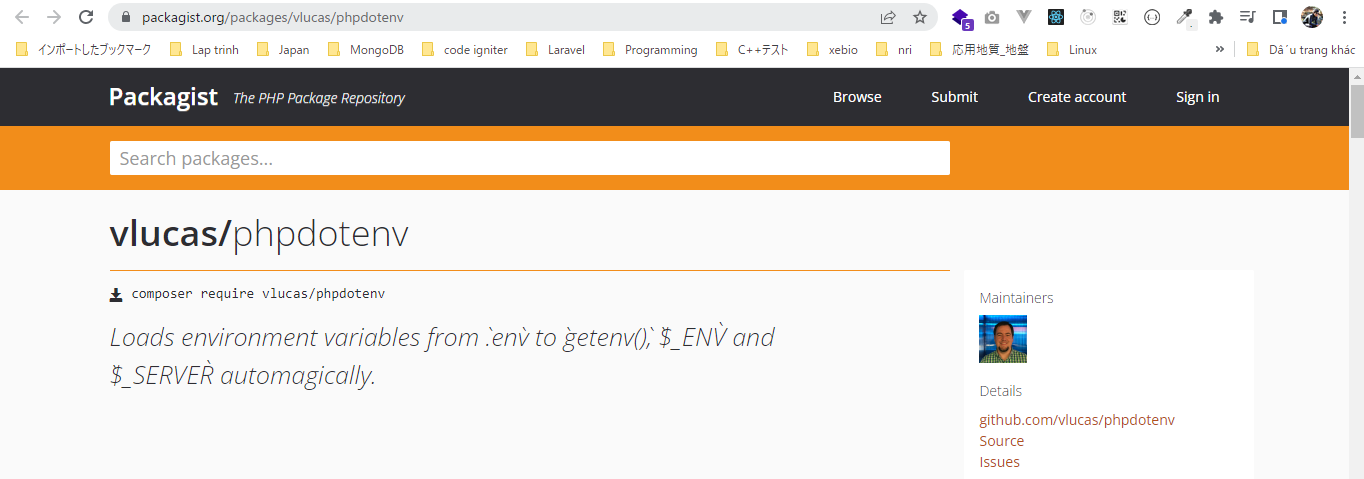 packagist.org/packages/vlucas/phpdotenv
5
インポートしたブックマーク Lap trinh Japan MongoDB code igniter Laravel Programming C++テスト xebio nri 応用地質_地盤 Linux » Dấu trang khác
Packagist The PHP Package Repository Browse Submit Create account Sign in
Search packages...
vlucas/phpdotenv
composer require vlucas/phpdotenv
Loads environment variables from `.env` to `getenv()`, `$_ENV` and
`$_SERVER` automagically.
Maintainers
Details
github.com/vlucas/phpdotenv
Source
Issues